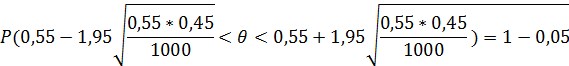 P(0,55 − 1,95√(0,55 * 0,45 / 1000) < θ < 0,55 + 1,95√(0,55 * 0,45 / 1000) ) = 1 − 0,05